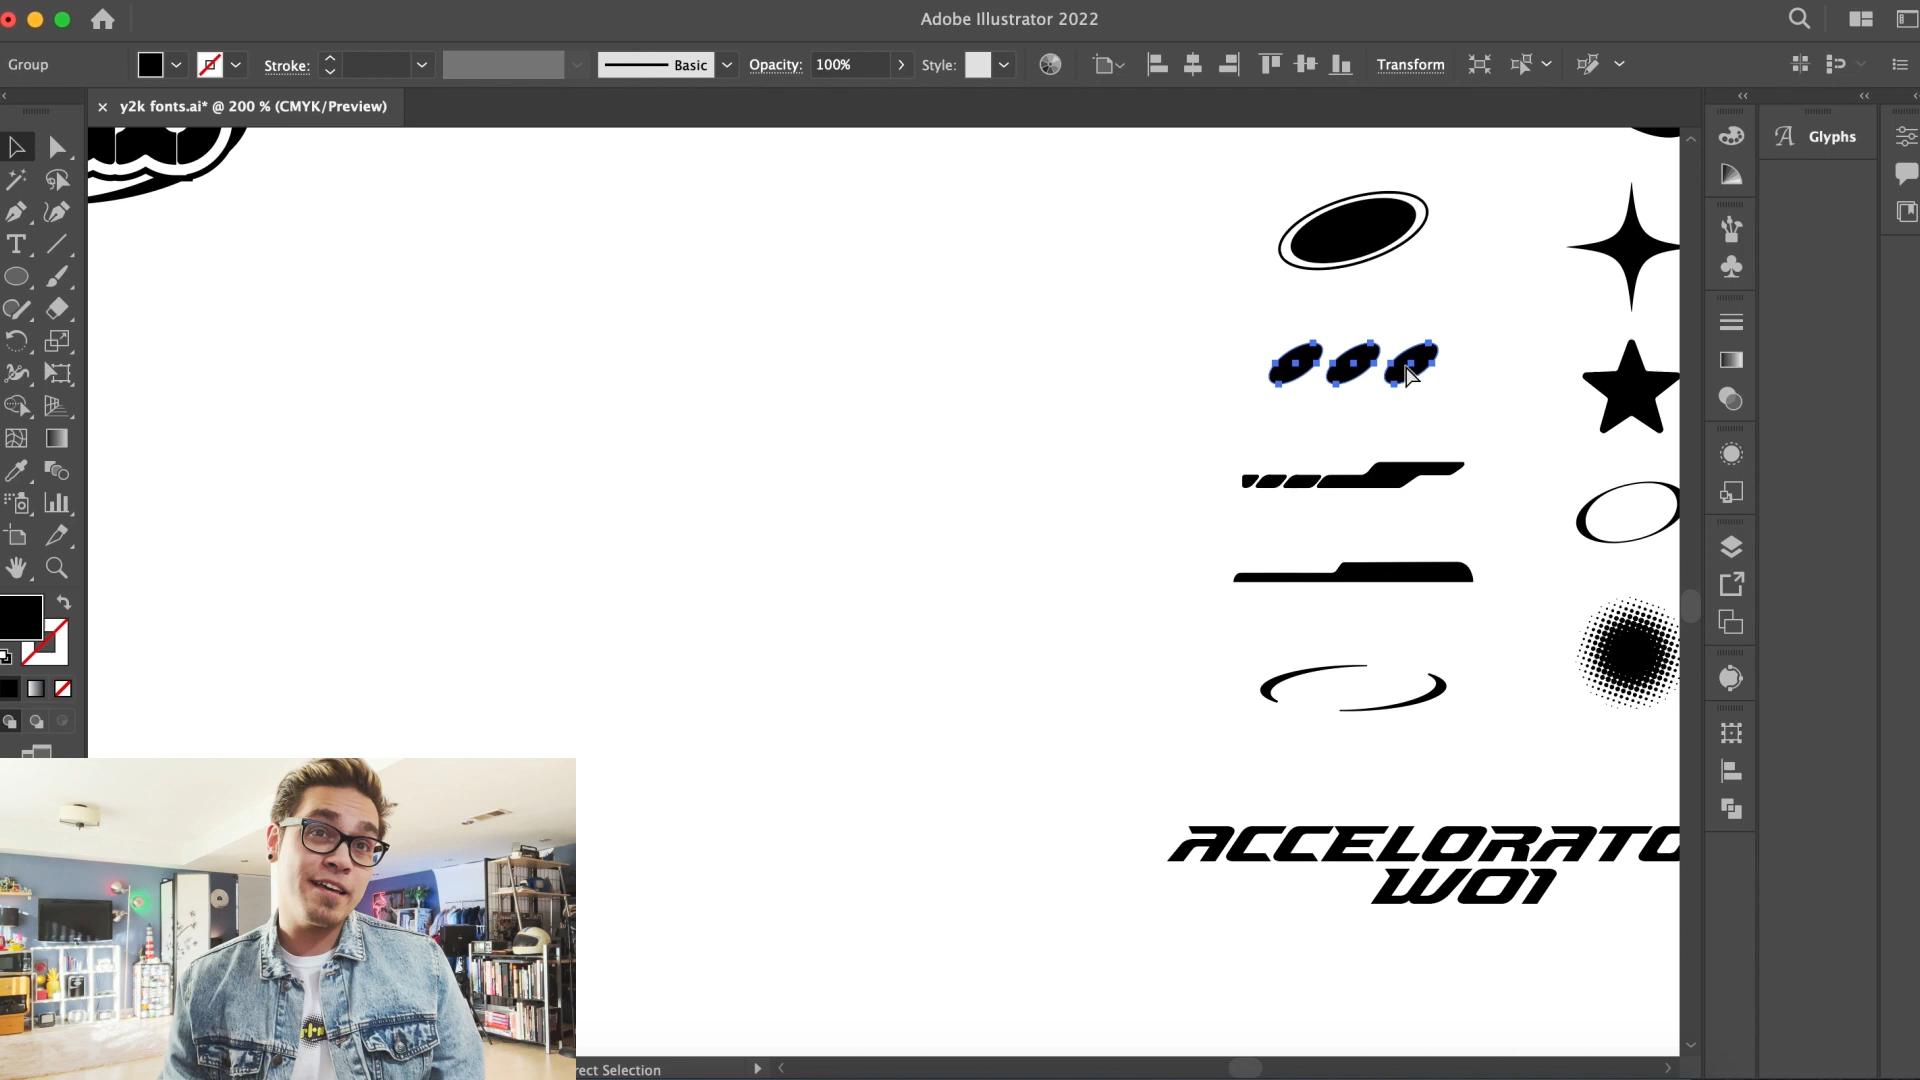 Adobe Illustrator 2022
Group
Stroke:
Basic
Opacity:
100%
Style:
Transform
× y2k fonts.ai* @ 200 % (CMYK/Preview)
Glyphs
ACCELORATO
W01
rect Selection